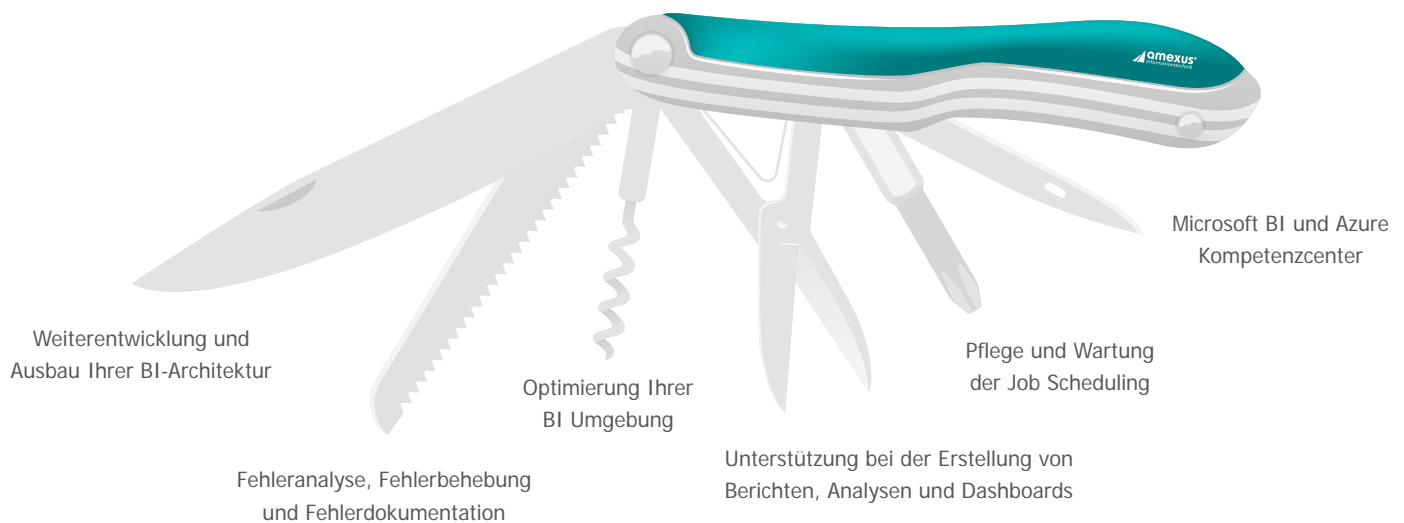 amexus®
informationstechnik
Microsoft BI und Azure
Kompetenzcenter
Weiterentwicklung und
Ausbau Ihrer BI-Architektur
Pflege und Wartung
der Job Scheduling
Optimierung Ihrer
BI Umgebung
Unterstützung bei der Erstellung von
Berichten, Analysen und Dashboards
Fehleranalyse, Fehlerbehebung
und Fehlerdokumentation